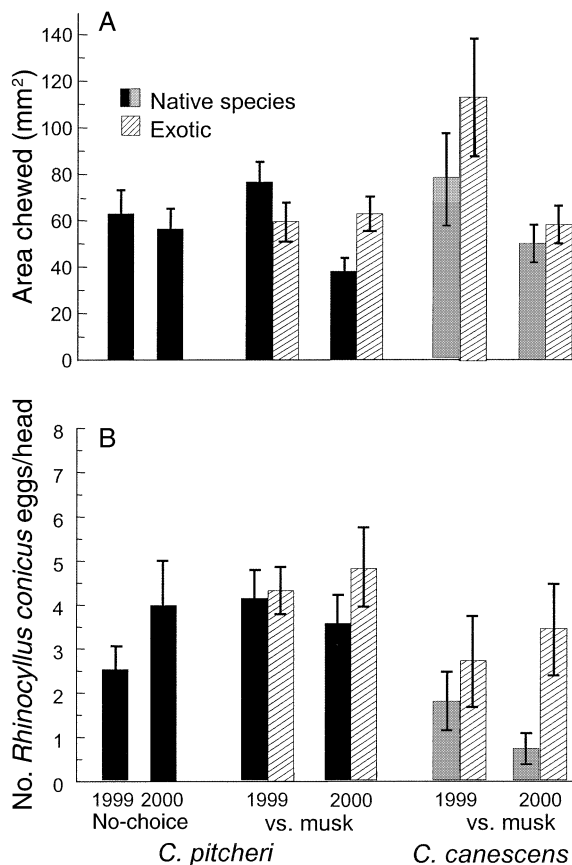 A
Area chewed (mm²)
140
120
100
80
60
40
20
0
Native species
Exotic
B
No. Rhinocyllus conicus eggs/head
8
7
6
5
4
3
2
1
0
1999 2000 1999 2000 1999 2000
No-choice vs. musk vs. musk
C. pitcheri C. canescens